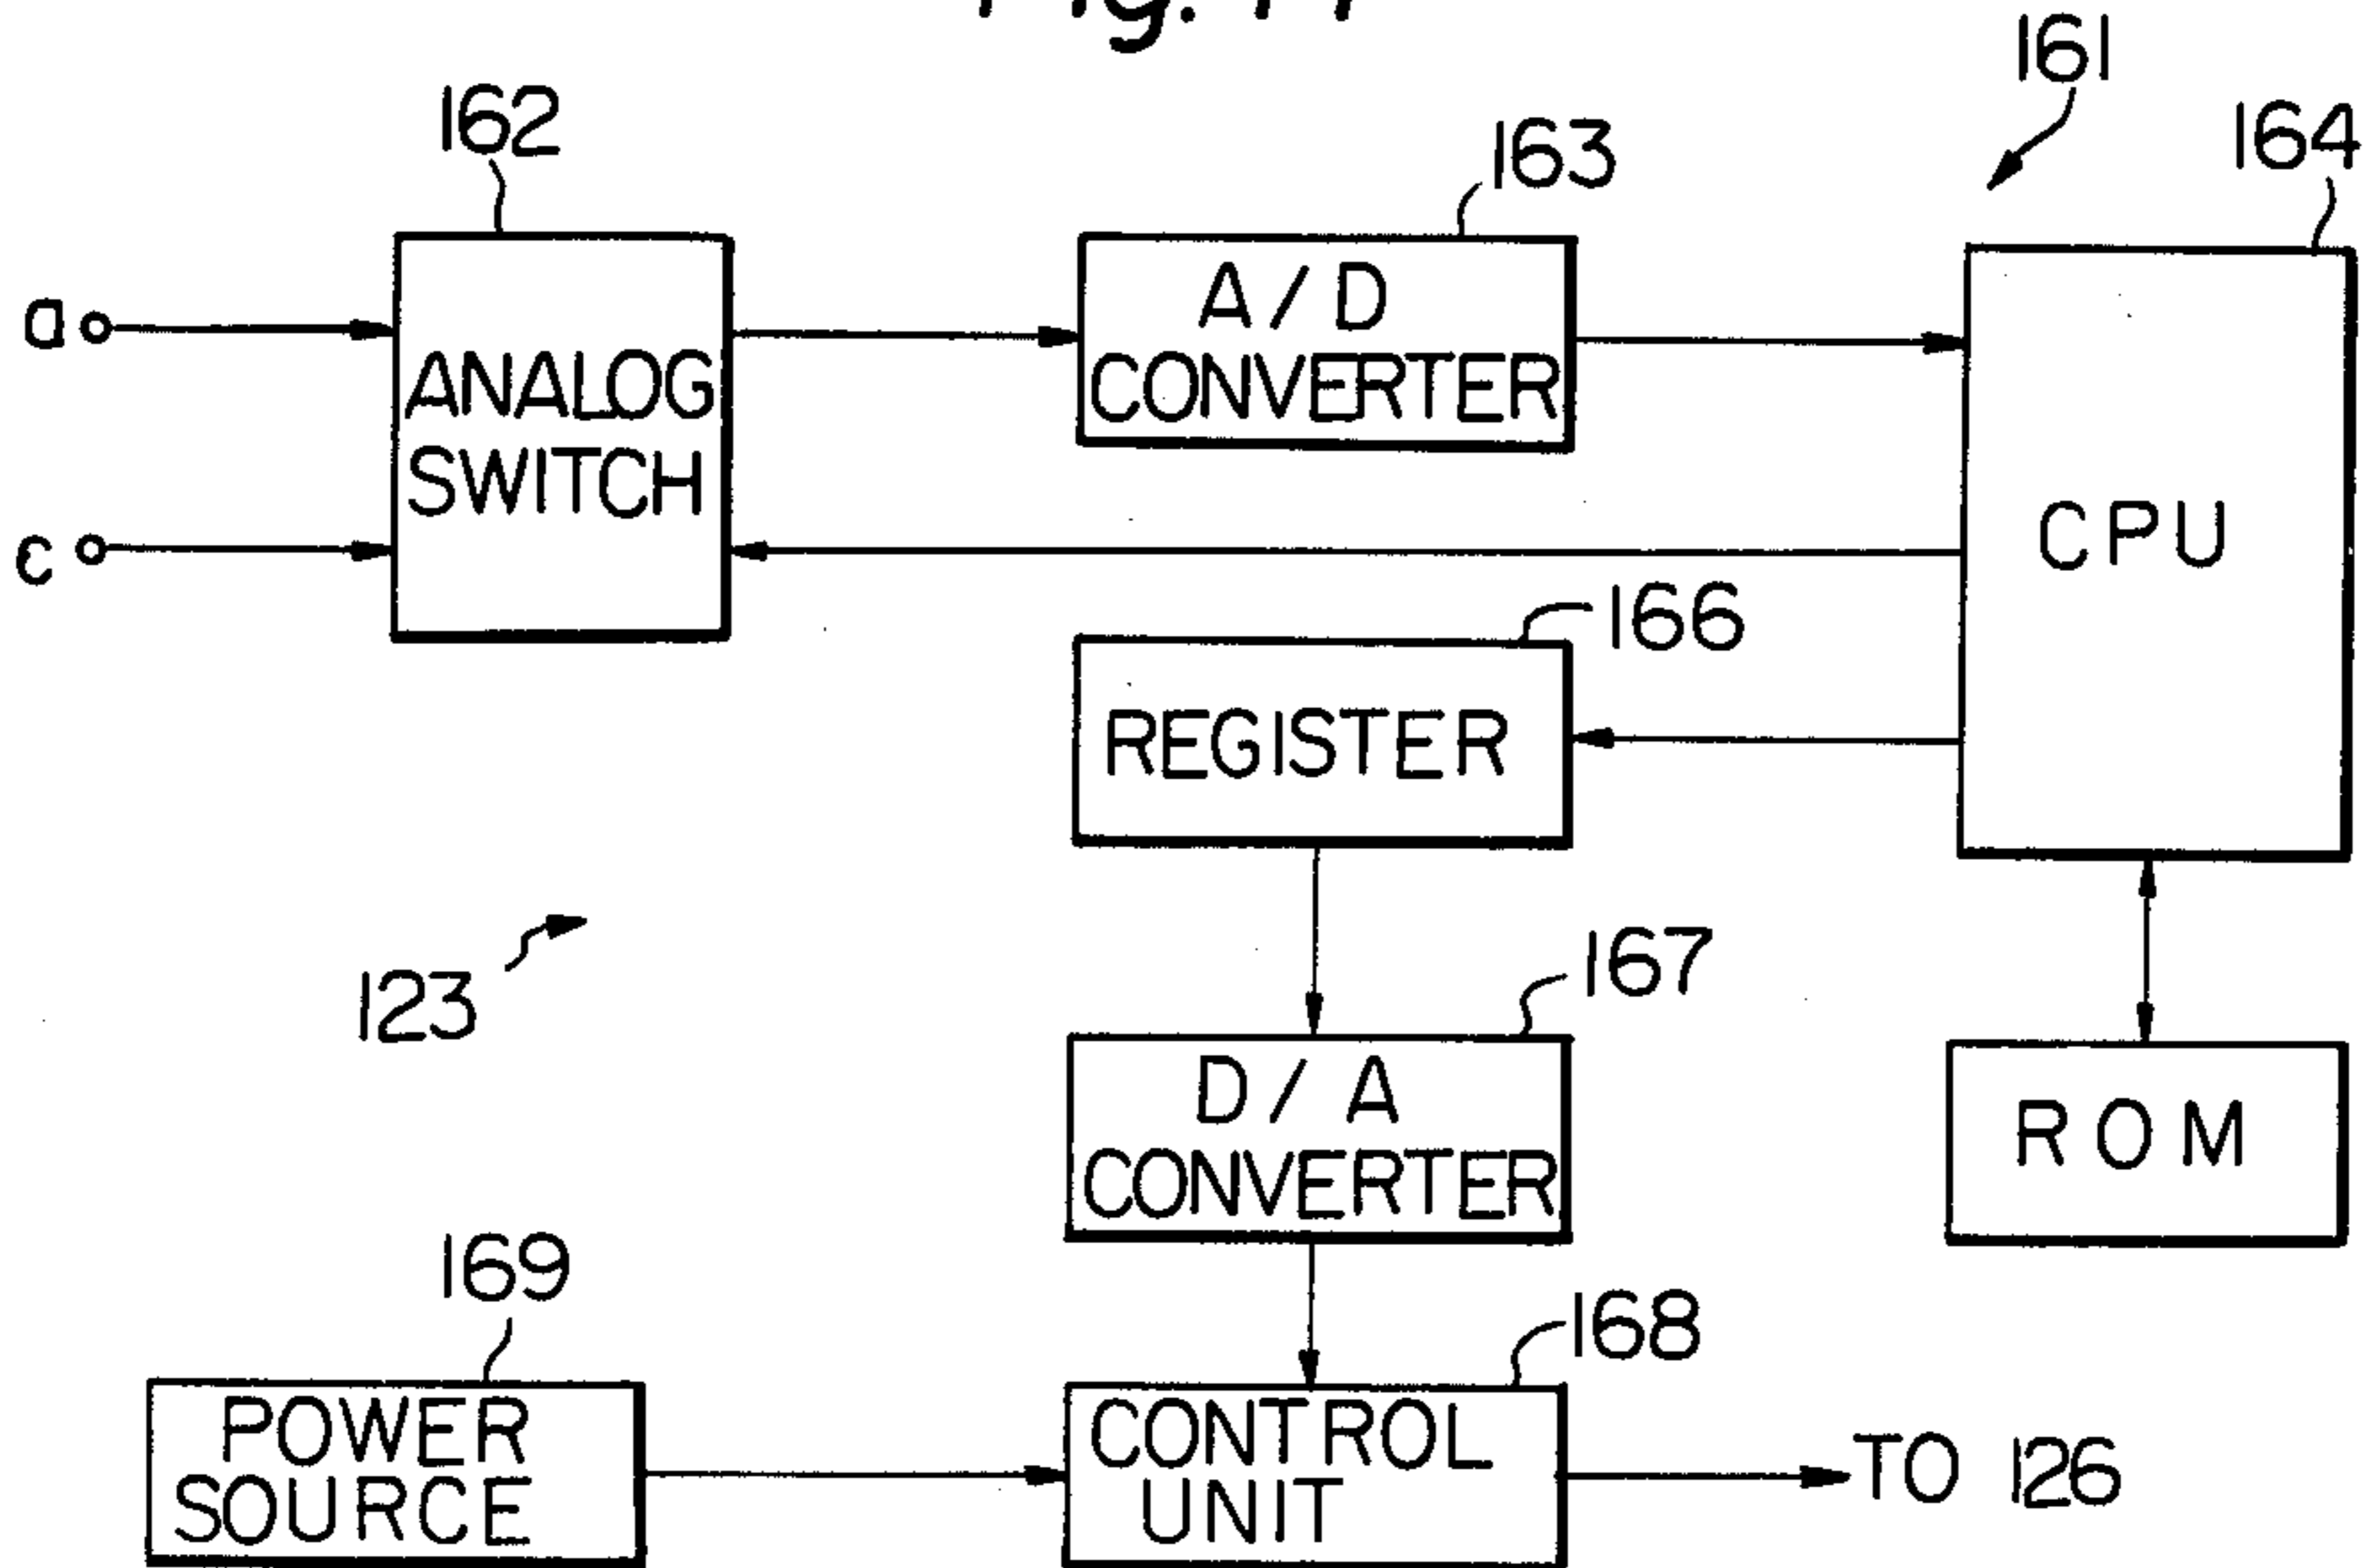 161
162
163
164
a
A/D
CONVERTER
ANALOG
SWITCH
c
CPU
166
REGISTER
123
167
D/A
CONVERTER
ROM
169
168
POWER
SOURCE
CONTROL
UNIT
TO 126